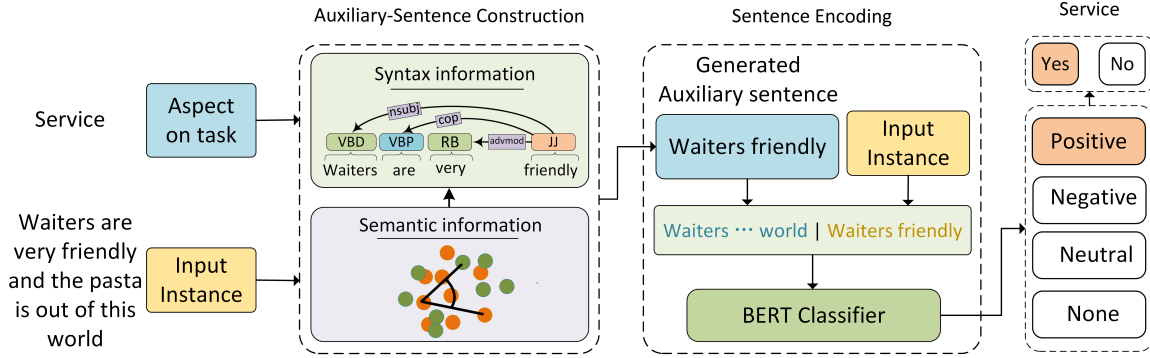 Auxiliary-Sentence Construction
Sentence Encoding
Service
Service
Aspect
on task
Waiters are
very friendly
and the pasta
is out of this
world
Input
Instance
Syntax information
nsubj
cop
advmod
VBD VBP RB JJ
Waiters are very friendly
Semantic information
Generated
Auxiliary sentence
Waiters friendly
Input
Instance
Waiters ··· world | Waiters friendly
BERT Classifier
Yes No
Positive
Negative
Neutral
None